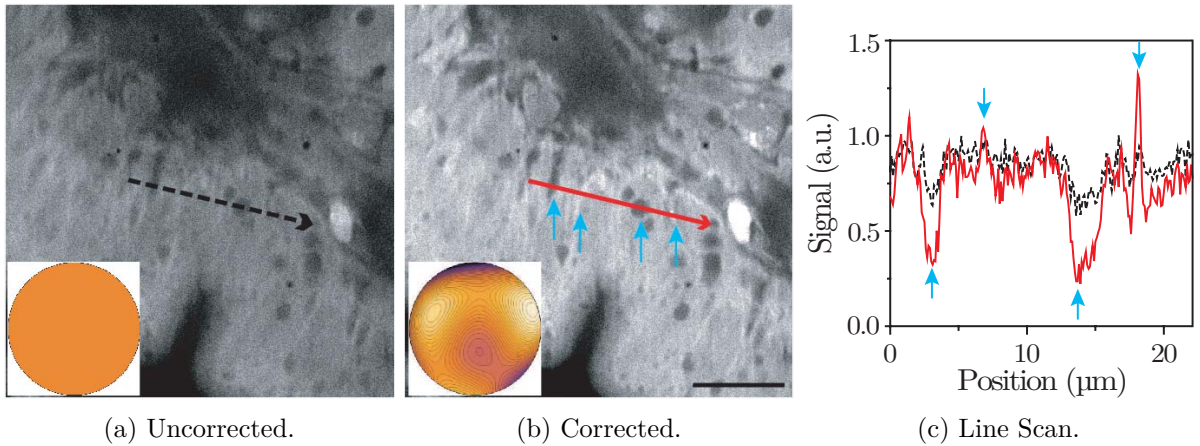 1.5
1.0
0.5
0.0
Signal (a.u.)
0
10
20
Position (µm)
(a) Uncorrected.
(b) Corrected.
(c) Line Scan.